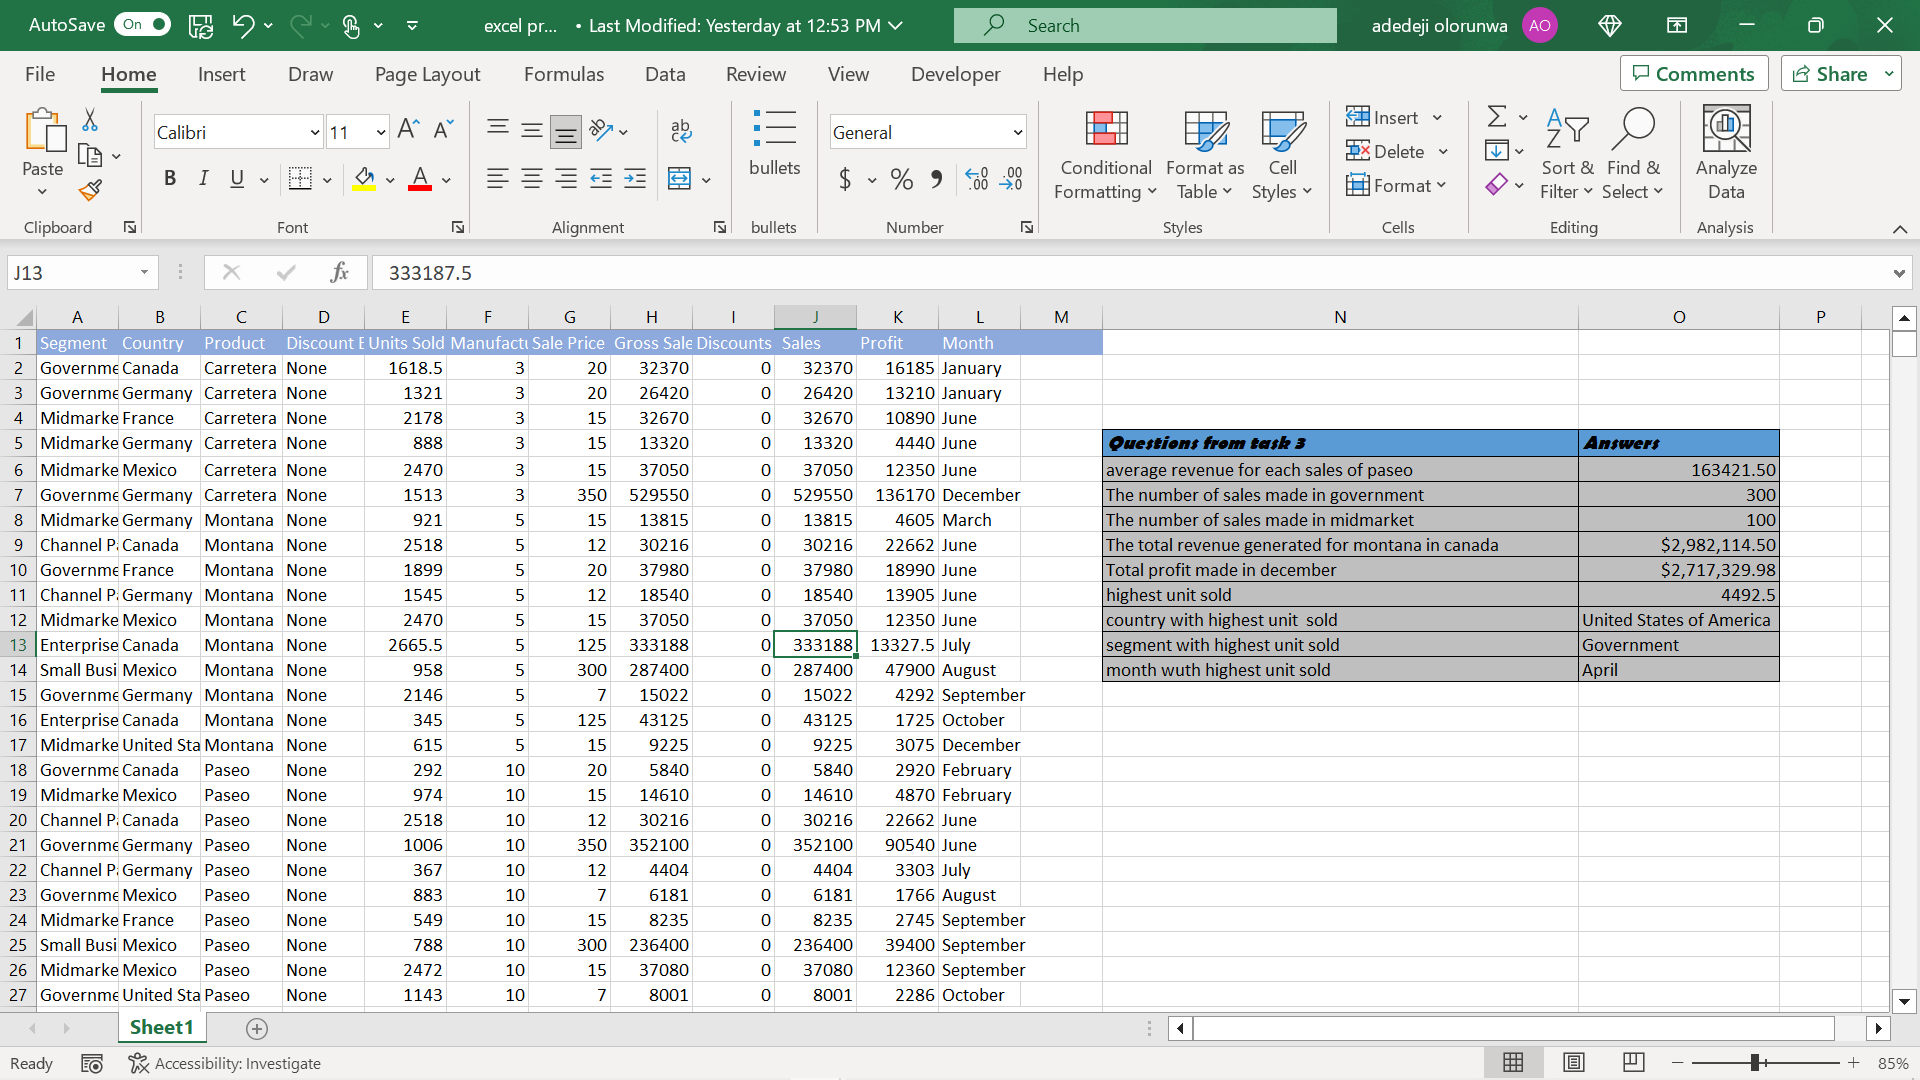 AutoSave On excel pr... • Last Modified: Yesterday at 12:53 PM Search adedeji olorunwa AO
File Home Insert Draw Page Layout Formulas Data Review View Developer Help Comments Share
Paste
Clipboard
Calibri 11
B I U A
Font
Alignment
bullets
bullets
General
$ % 9 .00 .00
Number
Conditional Formatting
Format as Table
Cell Styles
Styles
Insert
Delete
Format
Cells
Sort & Filter
Find & Select
Editing
Analyze Data
Analysis
J13 fx 333187.5
A B C D E F G H I J K L M N O P
1 Segment Country Product Discount B Units Sold Manufactu Sale Price Gross Sale Discounts Sales Profit Month
2 Governme Canada Carretera None 1618.5 3 20 32370 0 32370 16185 January
3 Governme Germany Carretera None 1321 3 20 26420 0 26420 13210 January
4 Midmarke France Carretera None 2178 3 15 32670 0 32670 10890 June
5 Midmarke Germany Carretera None 888 3 15 13320 0 13320 4440 June Questions from task 3 Answers
6 Midmarke Mexico Carretera None 2470 3 15 37050 0 37050 12350 June average revenue for each sales of paseo 163421.50
7 Governme Germany Carretera None 1513 3 350 529550 0 529550 136170 December The number of sales made in government 300
8 Midmarke Germany Montana None 921 5 15 13815 0 13815 4605 March The number of sales made in midmarket 100
9 Channel Pa Canada Montana None 2518 5 12 30216 0 30216 22662 June The total revenue generated for montana in canada $2,982,114.50
10 Governme France Montana None 1899 5 20 37980 0 37980 18990 June Total profit made in december $2,717,329.98
11 Channel Pa Germany Montana None 1545 5 12 18540 0 18540 13905 June highest unit sold 4492.5
12 Midmarke Mexico Montana None 2470 5 15 37050 0 37050 12350 June country with highest unit sold United States of America
13 Enterprise Canada Montana None 2665.5 5 125 333188 0 333188 13327.5 July segment with highest unit sold Government
14 Small Busi Mexico Montana None 958 5 300 287400 0 287400 47900 August month wuth highest unit sold April
15 Governme Germany Montana None 2146 5 7 15022 0 15022 4292 September
16 Enterprise Canada Montana None 345 5 125 43125 0 43125 1725 October
17 Midmarke United Sta Montana None 615 5 15 9225 0 9225 3075 December
18 Governme Canada Paseo None 292 10 20 5840 0 5840 2920 February
19 Midmarke Mexico Paseo None 974 10 15 14610 0 14610 4870 February
20 Channel Pa Canada Paseo None 2518 10 12 30216 0 30216 22662 June
21 Governme Germany Paseo None 1006 10 350 352100 0 352100 90540 June
22 Channel Pa Germany Paseo None 367 10 12 4404 0 4404 3303 July
23 Governme Mexico Paseo None 883 10 7 6181 0 6181 1766 August
24 Midmarke France Paseo None 549 10 15 8235 0 8235 2745 September
25 Small Busi Mexico Paseo None 788 10 300 236400 0 236400 39400 September
26 Midmarke Mexico Paseo None 2472 10 15 37080 0 37080 12360 September
27 Governme United Sta Paseo None 1143 10 7 8001 0 8001 2286 October
Sheet1
Ready Accessibility: Investigate 85%